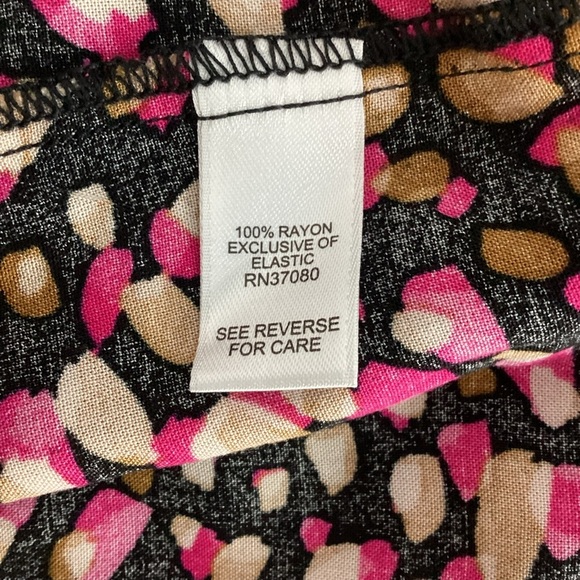 100% RAYON
EXCLUSIVE OF
ELASTIC
RN37080
SEE REVERSE
FOR CARE